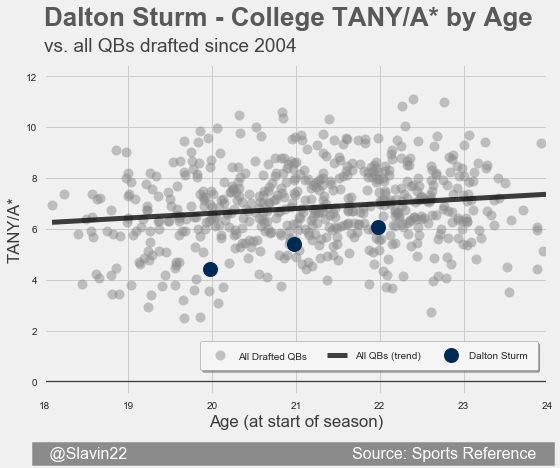 Dalton Sturm - College TANY/A* by Age
vs. all QBs drafted since 2004
12
10
8
6
4
2
0
TANY/A*
All Drafted QBs
All QBs (trend)
Dalton Sturm
18
19
20
21
22
23
24
Age (at start of season)
@Slavin22
Source: Sports Reference